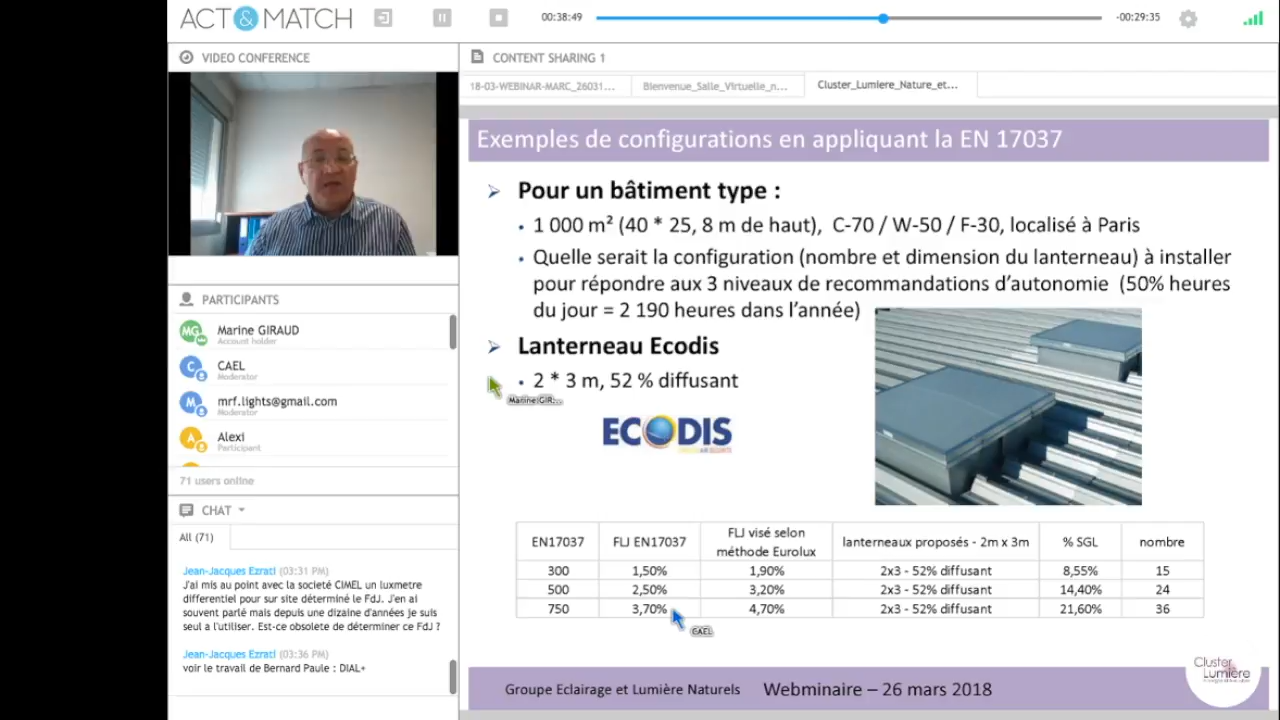 ACT & MATCH
00:38:49
-00:29:35
VIDEO CONFERENCE
CONTENT SHARING 1
18-03-WEBINAR-MARC_26031...
Bienvenue_Salle_Virtuelle_n...
Cluster_Lumiere_Nature_et...
Exemples de configurations en appliquant la EN 17037
Pour un bâtiment type :
• 1 000 m² (40 * 25, 8 m de haut), C-70 / W-50 / F-30, localisé à Paris
• Quelle serait la configuration (nombre et dimension du lanterneau) à installer
pour répondre aux 3 niveaux de recommandations d'autonomie (50% heures
du jour = 2 190 heures dans l'année)
Lanterneau Ecodis
• 2 * 3 m, 52 % diffusant
Marine GIR...
ECODIS
EN17037 FLJ EN17037 FLJ visé selon méthode Eurolux lanterneaux proposés - 2m x 3m % SGL nombre
300 1,50% 1,90% 2x3 - 52% diffusant 8,55% 15
500 2,50% 3,20% 2x3 - 52% diffusant 14,40% 24
750 3,70% 4,70% 2x3 - 52% diffusant 21,60% 36
GAEL
Groupe Eclairage et Lumière Naturels Webminaire – 26 mars 2018
Cluster
Lumière
PARTICIPANTS
MG Marine GIRAUD
Account holder
C CAEL
Moderator
M mrf.lights@gmail.com
Moderator
A Alexi
Participant
71 users online
CHAT
All (71)
Jean-Jacques Ezrati (03:31 PM)
J'ai mis au point avec la societé CIMEL un luxmetre
differentiel pour sur site déterminé le FdJ. J'en ai
souvent parlé mais depuis une dizaine d'années je suis
seul a l'utiliser. Est-ce obsolete de déterminer ce FdJ ?
Jean-Jacques Ezrati (03:36 PM)
voir le travail de Bernard Paule : DIAL+